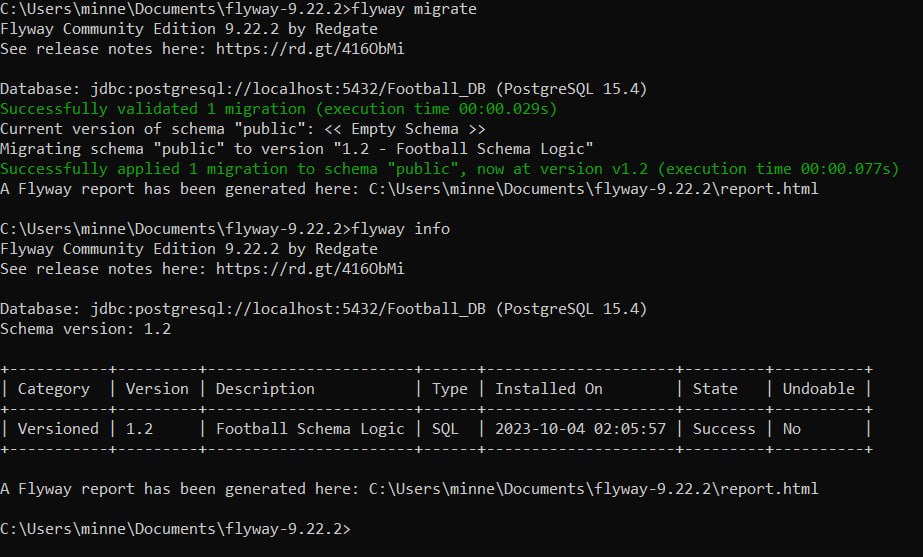 C:\Users\minne\Documents\flyway-9.22.2>flyway migrate
Flyway Community Edition 9.22.2 by Redgate
See release notes here: https://rd.gt/416ObMi
Database: jdbc:postgresql://localhost:5432/Football_DB (PostgreSQL 15.4)
Successfully validated 1 migration (execution time 00:00.029s)
Current version of schema "public": << Empty Schema >>
Migrating schema "public" to version "1.2 - Football Schema Logic"
Successfully applied 1 migration to schema "public", now at version v1.2 (execution time 00:00.077s)
A Flyway report has been generated here: C:\Users\minne\Documents\flyway-9.22.2\report.html
C:\Users\minne\Documents\flyway-9.22.2>flyway info
Flyway Community Edition 9.22.2 by Redgate
See release notes here: https://rd.gt/416ObMi
Database: jdbc:postgresql://localhost:5432/Football_DB (PostgreSQL 15.4)
Schema version: 1.2
+-----------+---------+-----------------------+------+---------------------+---------+----------+
| Category  | Version | Description           | Type | Installed On        | State   | Undoable |
+-----------+---------+-----------------------+------+---------------------+---------+----------+
| Versioned | 1.2     | Football Schema Logic | SQL  | 2023-10-04 02:05:57 | Success | No       |
+-----------+---------+-----------------------+------+---------------------+---------+----------+
A Flyway report has been generated here: C:\Users\minne\Documents\flyway-9.22.2\report.html
C:\Users\minne\Documents\flyway-9.22.2>